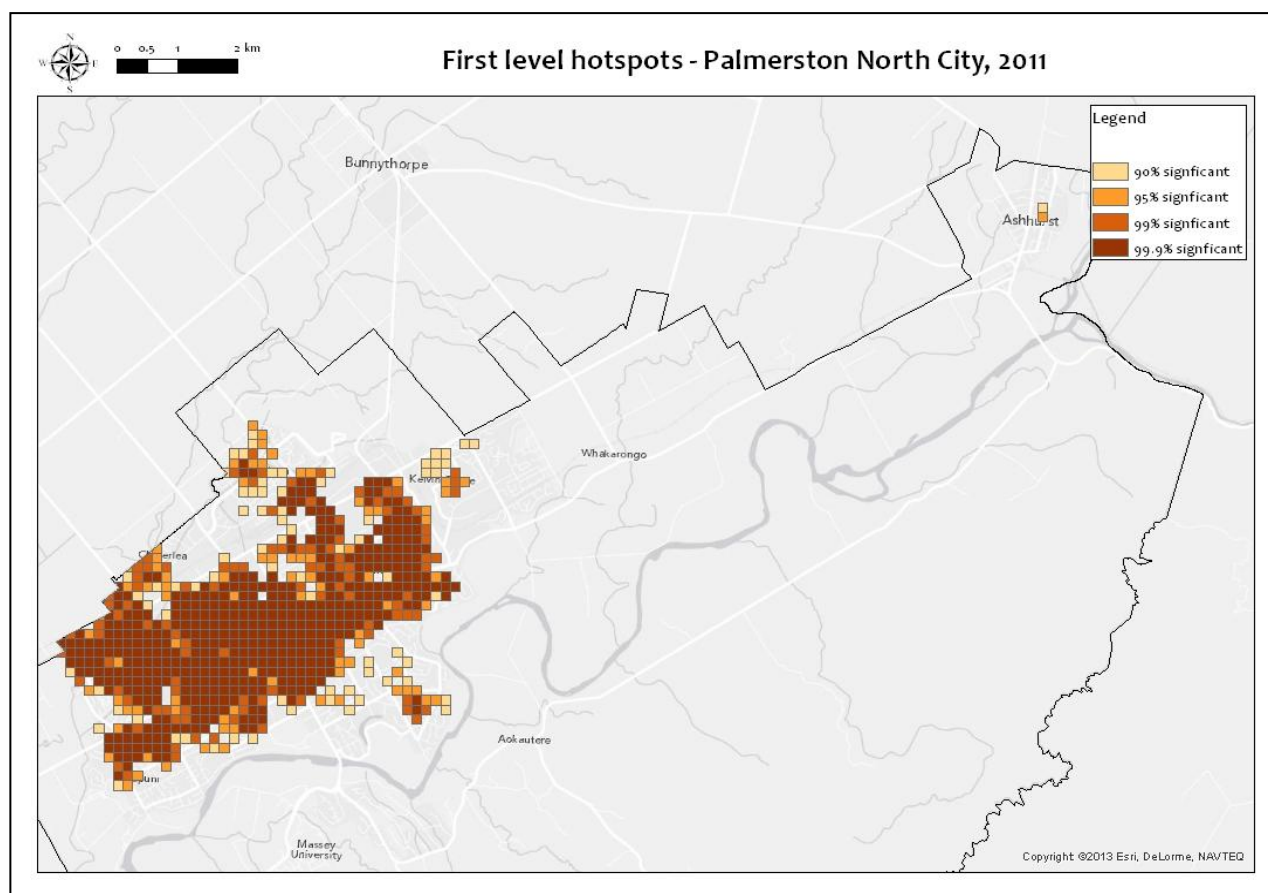 N
W E
S
0 0.5 1 2 km
First level hotspots - Palmerston North City, 2011
Legend
90% signficant
95% signficant
99% signficant
99.9% signficant
Bunnythorpe
Ashhurst
Whakarongo
Aokautere
Massey
University
Copyright: ©2013 Esri, DeLorme, NAVTEQ